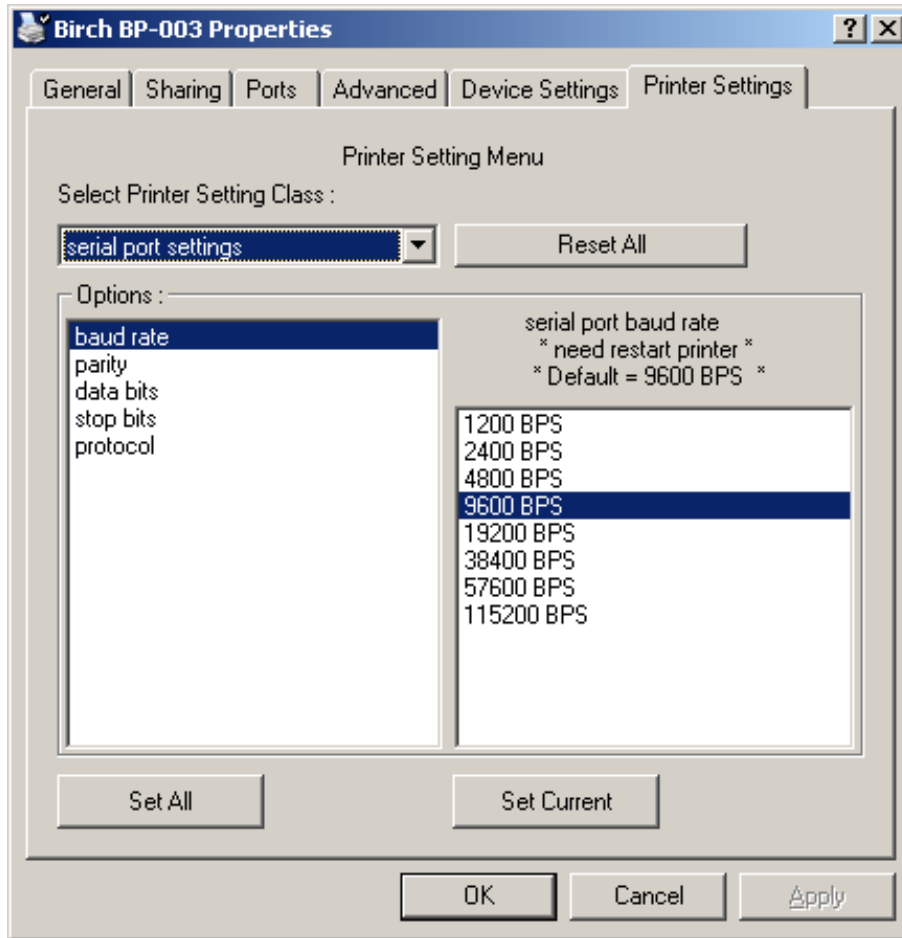 Birch BP-003 Properties
? ×
General Sharing Ports Advanced Device Settings Printer Settings
Printer Setting Menu
Select Printer Setting Class :
serial port settings
Reset All
Options :
baud rate
parity
data bits
stop bits
protocol
serial port baud rate
* need restart printer *
* Default = 9600 BPS *
1200 BPS
2400 BPS
4800 BPS
9600 BPS
19200 BPS
38400 BPS
57600 BPS
115200 BPS
Set All
Set Current
OK
Cancel
Apply